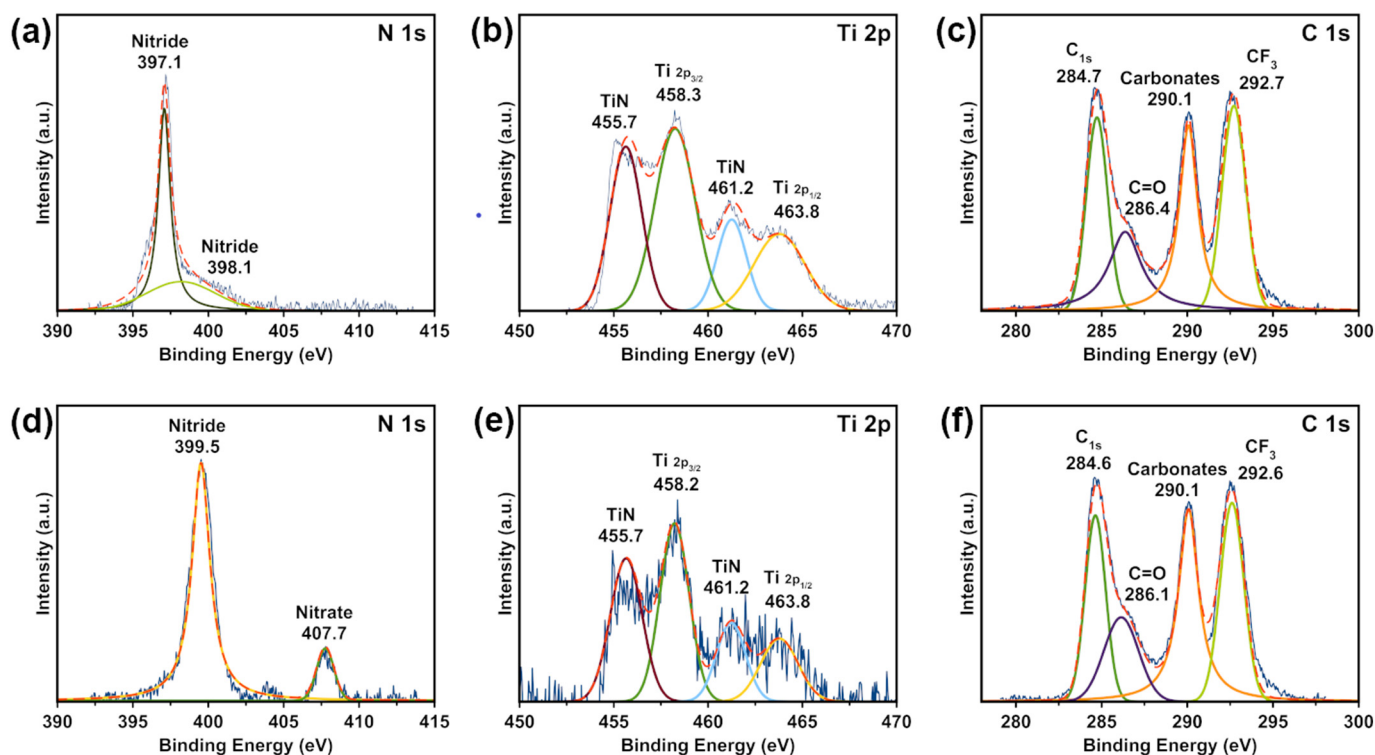 (a)
N 1s
Nitride
397.1
Nitride
398.1
Intensity (a.u.)
390 395 400 405 410 415
Binding Energy (eV)
(b)
Ti 2p
TiN
455.7
Ti 2p3/2
458.3
TiN
461.2
Ti 2p1/2
463.8
Intensity (a.u.)
450 455 460 465 470
Binding Energy (eV)
(c)
C 1s
C1s
284.7
C=O
286.4
Carbonates
290.1
CF3
292.7
Intensity (a.u.)
280 285 290 295 300
Binding Energy (eV)
(d)
N 1s
Nitride
399.5
Nitrate
407.7
Intensity (a.u.)
390 395 400 405 410 415
Binding Energy (eV)
(e)
Ti 2p
TiN
455.7
Ti 2p3/2
458.2
TiN
461.2
Ti 2p1/2
463.8
Intensity (a.u.)
450 455 460 465 470
Binding Energy (eV)
(f)
C 1s
C1s
284.6
C=O
286.1
Carbonates
290.1
CF3
292.6
Intensity (a.u.)
280 285 290 295 300
Binding Energy (eV)